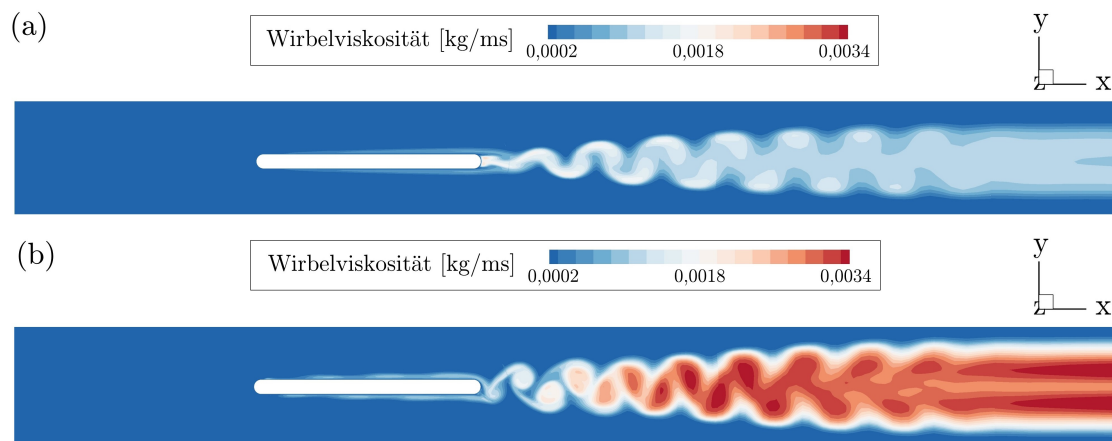 (a)
Wirbelviskosität [kg/ms]
0,0002 0,0018 0,0034
y
z x
(b)
Wirbelviskosität [kg/ms]
0,0002 0,0018 0,0034
y
z x